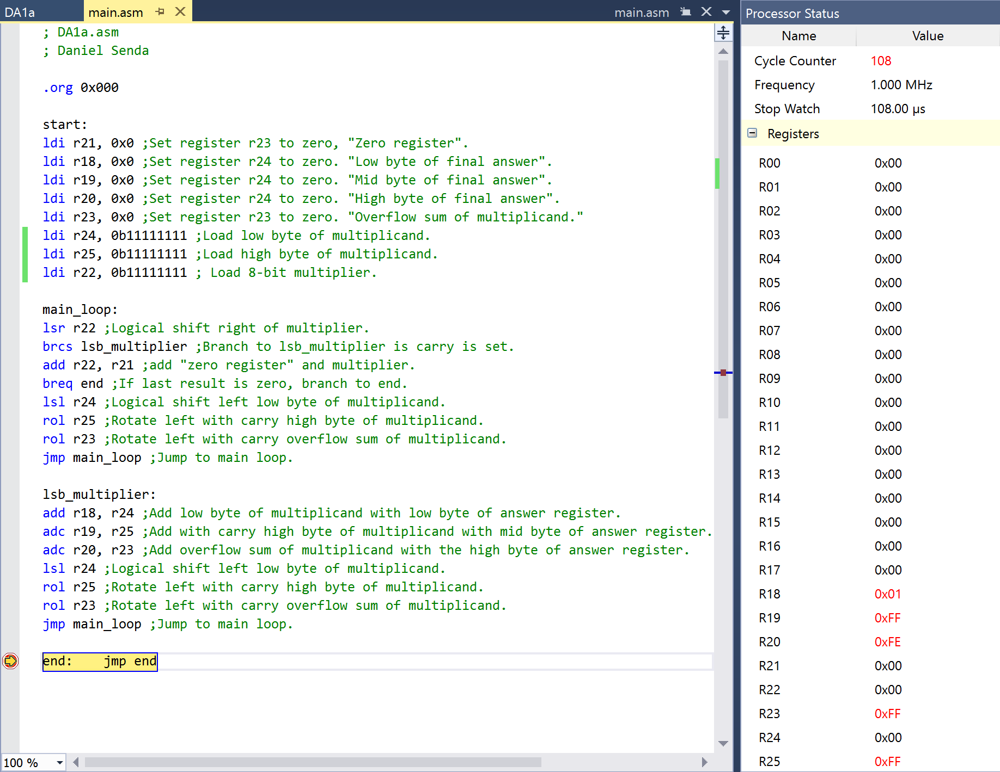 DA1a main.asm main.asm
; DA1a.asm
; Daniel Senda
.org 0x000
start:
ldi r21, 0x0 ;Set register r23 to zero, "Zero register".
ldi r18, 0x0 ;Set register r24 to zero. "Low byte of final answer".
ldi r19, 0x0 ;Set register r24 to zero. "Mid byte of final answer".
ldi r20, 0x0 ;Set register r24 to zero. "High byte of final answer".
ldi r23, 0x0 ;Set register r23 to zero. "Overflow sum of multiplicand."
ldi r24, 0b11111111 ;Load low byte of multiplicand.
ldi r25, 0b11111111 ;Load high byte of multiplicand.
ldi r22, 0b11111111 ; Load 8-bit multiplier.
main_loop:
lsr r22 ;Logical shift right of multiplier.
brcs lsb_multiplier ;Branch to lsb_multiplier is carry is set.
add r22, r21 ;add "zero register" and multiplier.
breq end ;If last result is zero, branch to end.
lsl r24 ;Logical shift left low byte of multiplicand.
rol r25 ;Rotate left with carry high byte of multiplicand.
rol r23 ;Rotate left with carry overflow sum of multiplicand.
jmp main_loop ;Jump to main loop.
lsb_multiplier:
add r18, r24 ;Add low byte of multiplicand with low byte of answer register.
adc r19, r25 ;Add with carry high byte of multiplicand with mid byte of answer register.
adc r20, r23 ;Add overflow sum of multiplicand with the high byte of answer register.
lsl r24 ;Logical shift left low byte of multiplicand.
rol r25 ;Rotate left with carry high byte of multiplicand.
rol r23 ;Rotate left with carry overflow sum of multiplicand.
jmp main_loop ;Jump to main loop.
end: jmp end
100 %
Processor Status
Name Value
Cycle Counter 108
Frequency 1.000 MHz
Stop Watch 108.00 µs
Registers
R00 0x00
R01 0x00
R02 0x00
R03 0x00
R04 0x00
R05 0x00
R06 0x00
R07 0x00
R08 0x00
R09 0x00
R10 0x00
R11 0x00
R12 0x00
R13 0x00
R14 0x00
R15 0x00
R16 0x00
R17 0x00
R18 0x01
R19 0xFF
R20 0xFE
R21 0x00
R22 0x00
R23 0xFF
R24 0x00
R25 0xFF